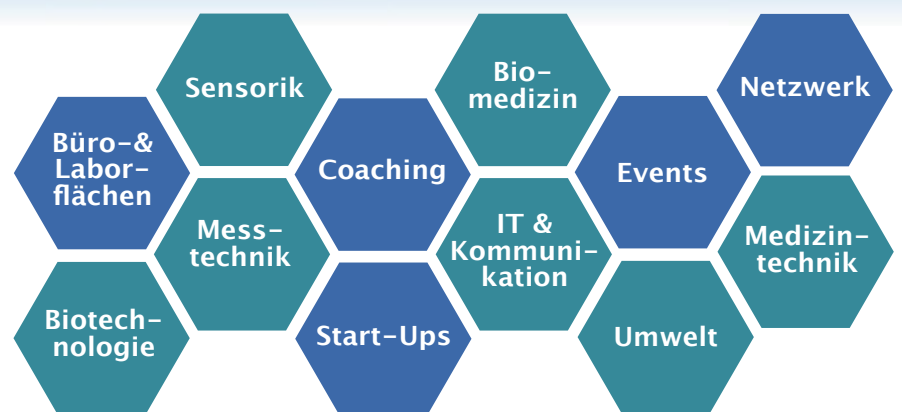 Sensorik
Bio-
medizin
Netzwerk
Büro-&
Labor-
flächen
Coaching
Events
Mess-
technik
IT &
Kommuni-
kation
Medizin-
technik
Biotech-
nologie
Start-Ups
Umwelt